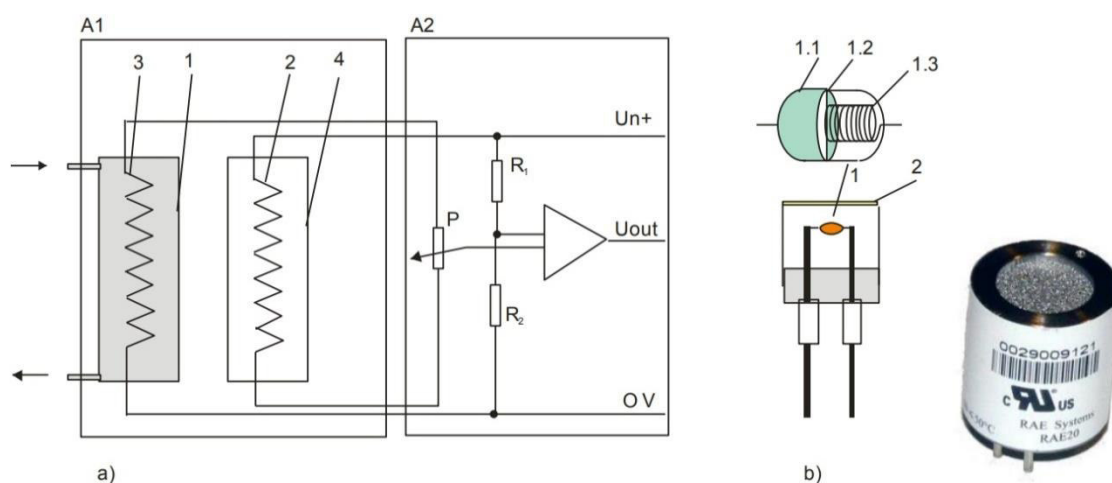 A1
A2
3
1
2
4
Un+
R1
P
Uout
R2
O V
a)
1.1
1.2
1.3
1
2
b)
0029009121
C US
RAE Systems
RAE20
50°C